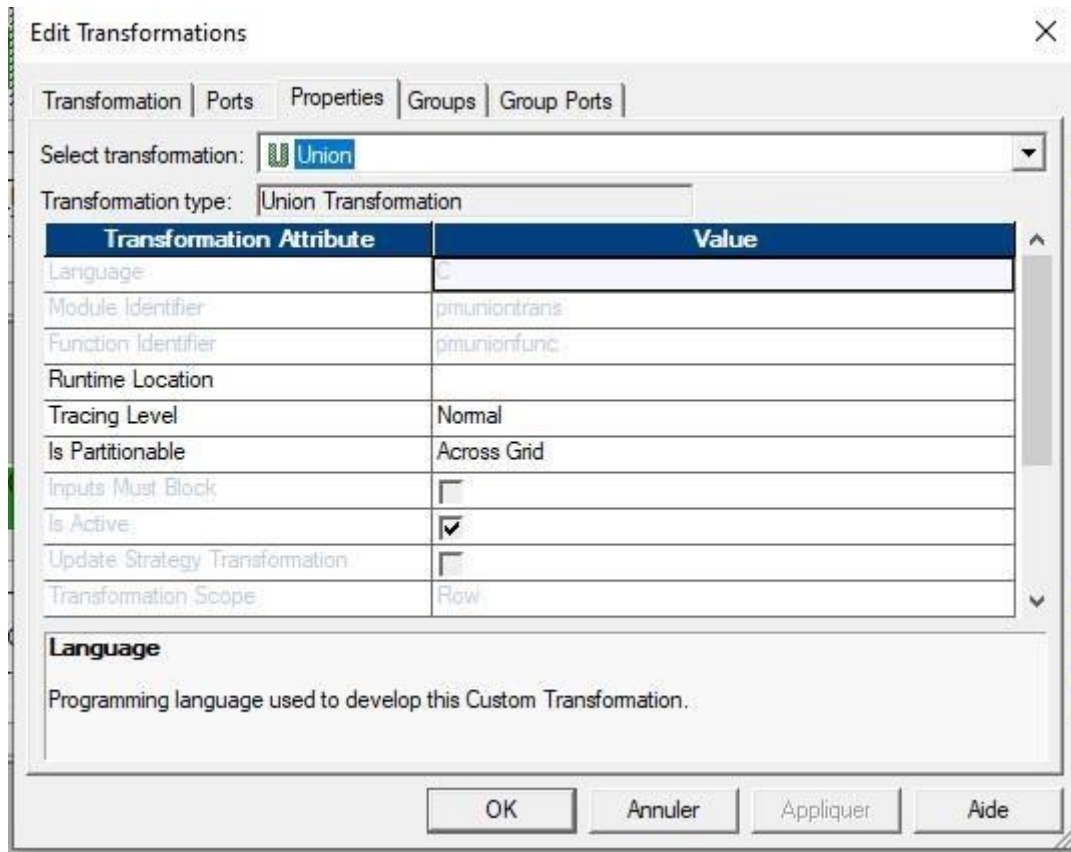 Edit Transformations
Transformation Ports Properties Groups Group Ports
Select transformation: Union
Transformation type: Union Transformation
Transformation Attribute Value
Language C
Module Identifier pmuniontrans
Function Identifier pmunionfunc
Runtime Location
Tracing Level Normal
Is Partitionable Across Grid
Inputs Must Block
Is Active
Update Strategy Transformation
Transformation Scope Row
Language
Programming language used to develop this Custom Transformation.
OK Annuler Appliquer Aide